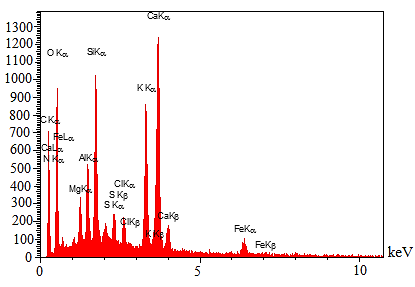 CaKα
1300
1200
1100
1000
900
800
700
600
500
400
300
200
100
0
O Kα
SiKα
K Kα
C Kα
FeLα
CaLα
N Kα
AlKα
MgKα
ClKα
S Kβ
S Kα
ClKβ
CaKβ
K Kβ
FeKα
FeKβ
keV
0
5
10